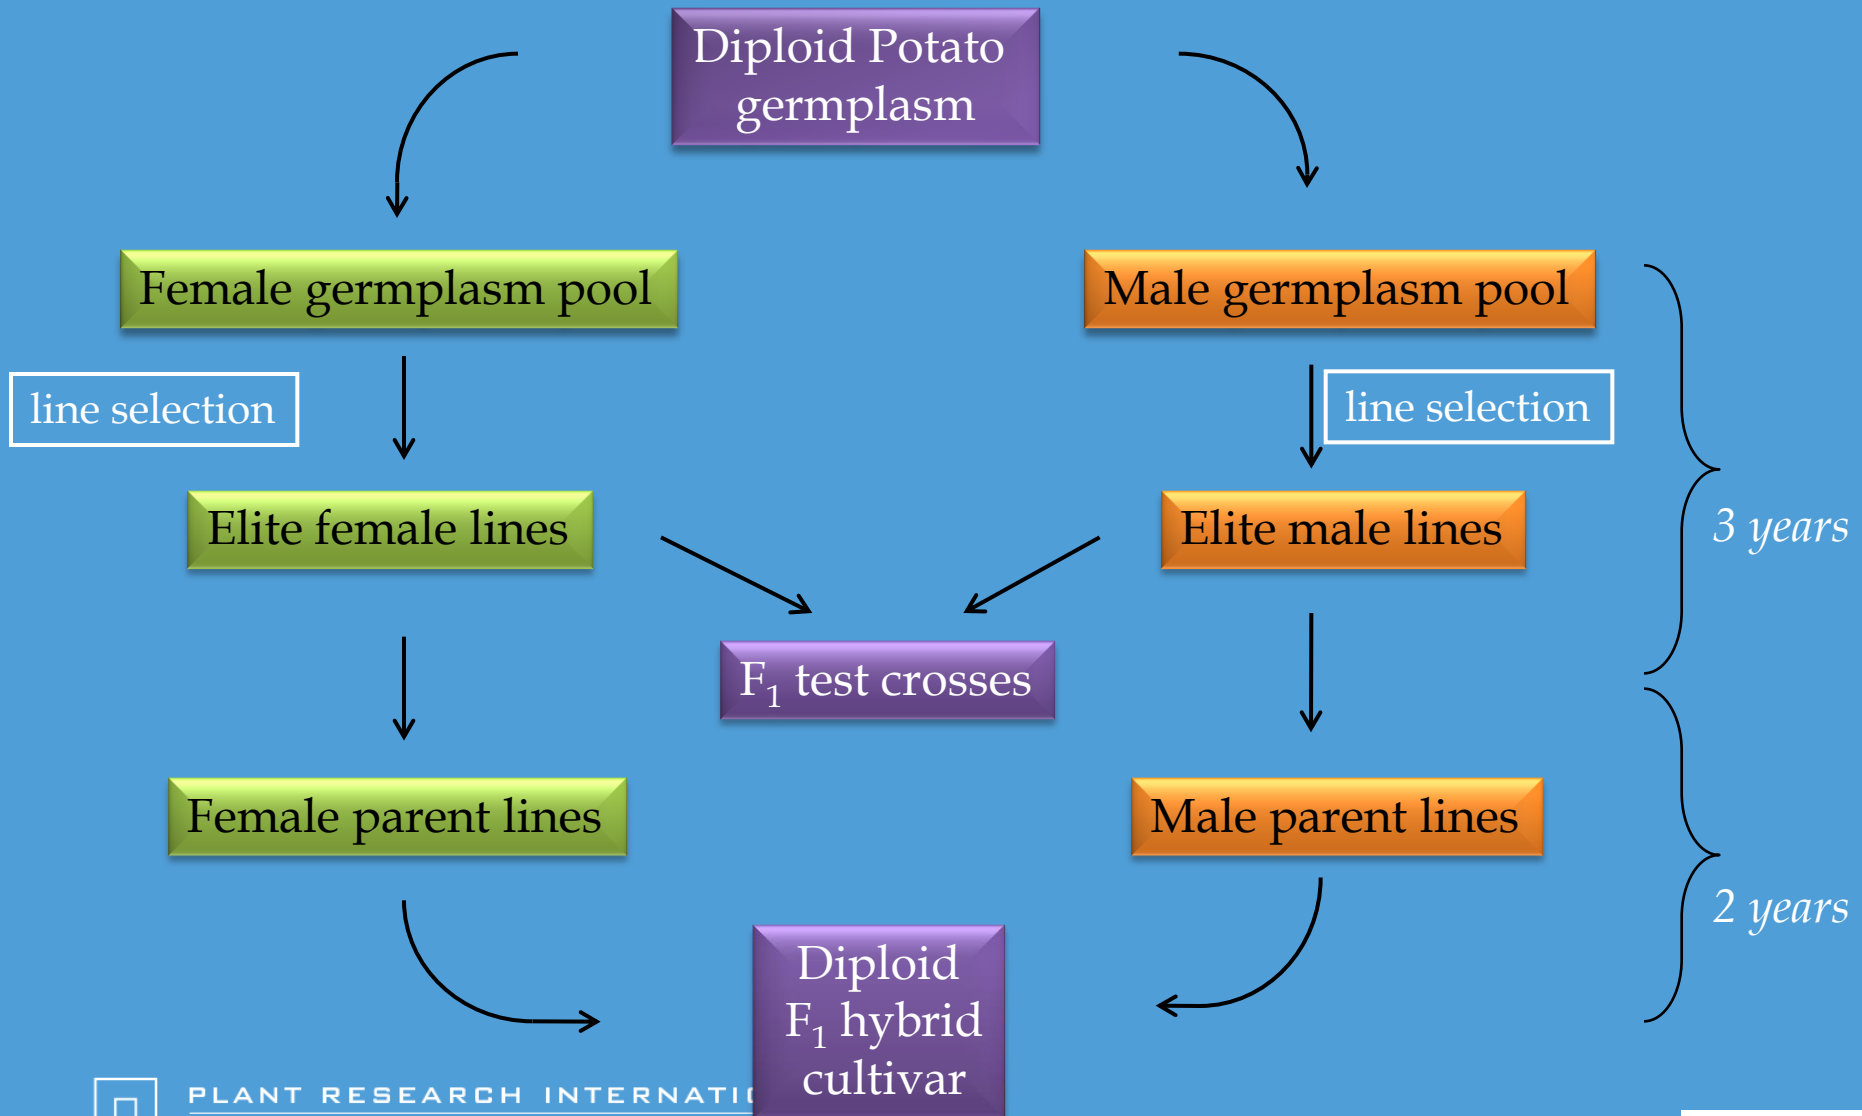 Diploid Potato
germplasm
Female germplasm pool
Male germplasm pool
line selection
line selection
Elite female lines
Elite male lines
3 years
F₁ test crosses
Female parent lines
Male parent lines
2 years
Diploid
F₁ hybrid
cultivar
PLANT RESEARCH